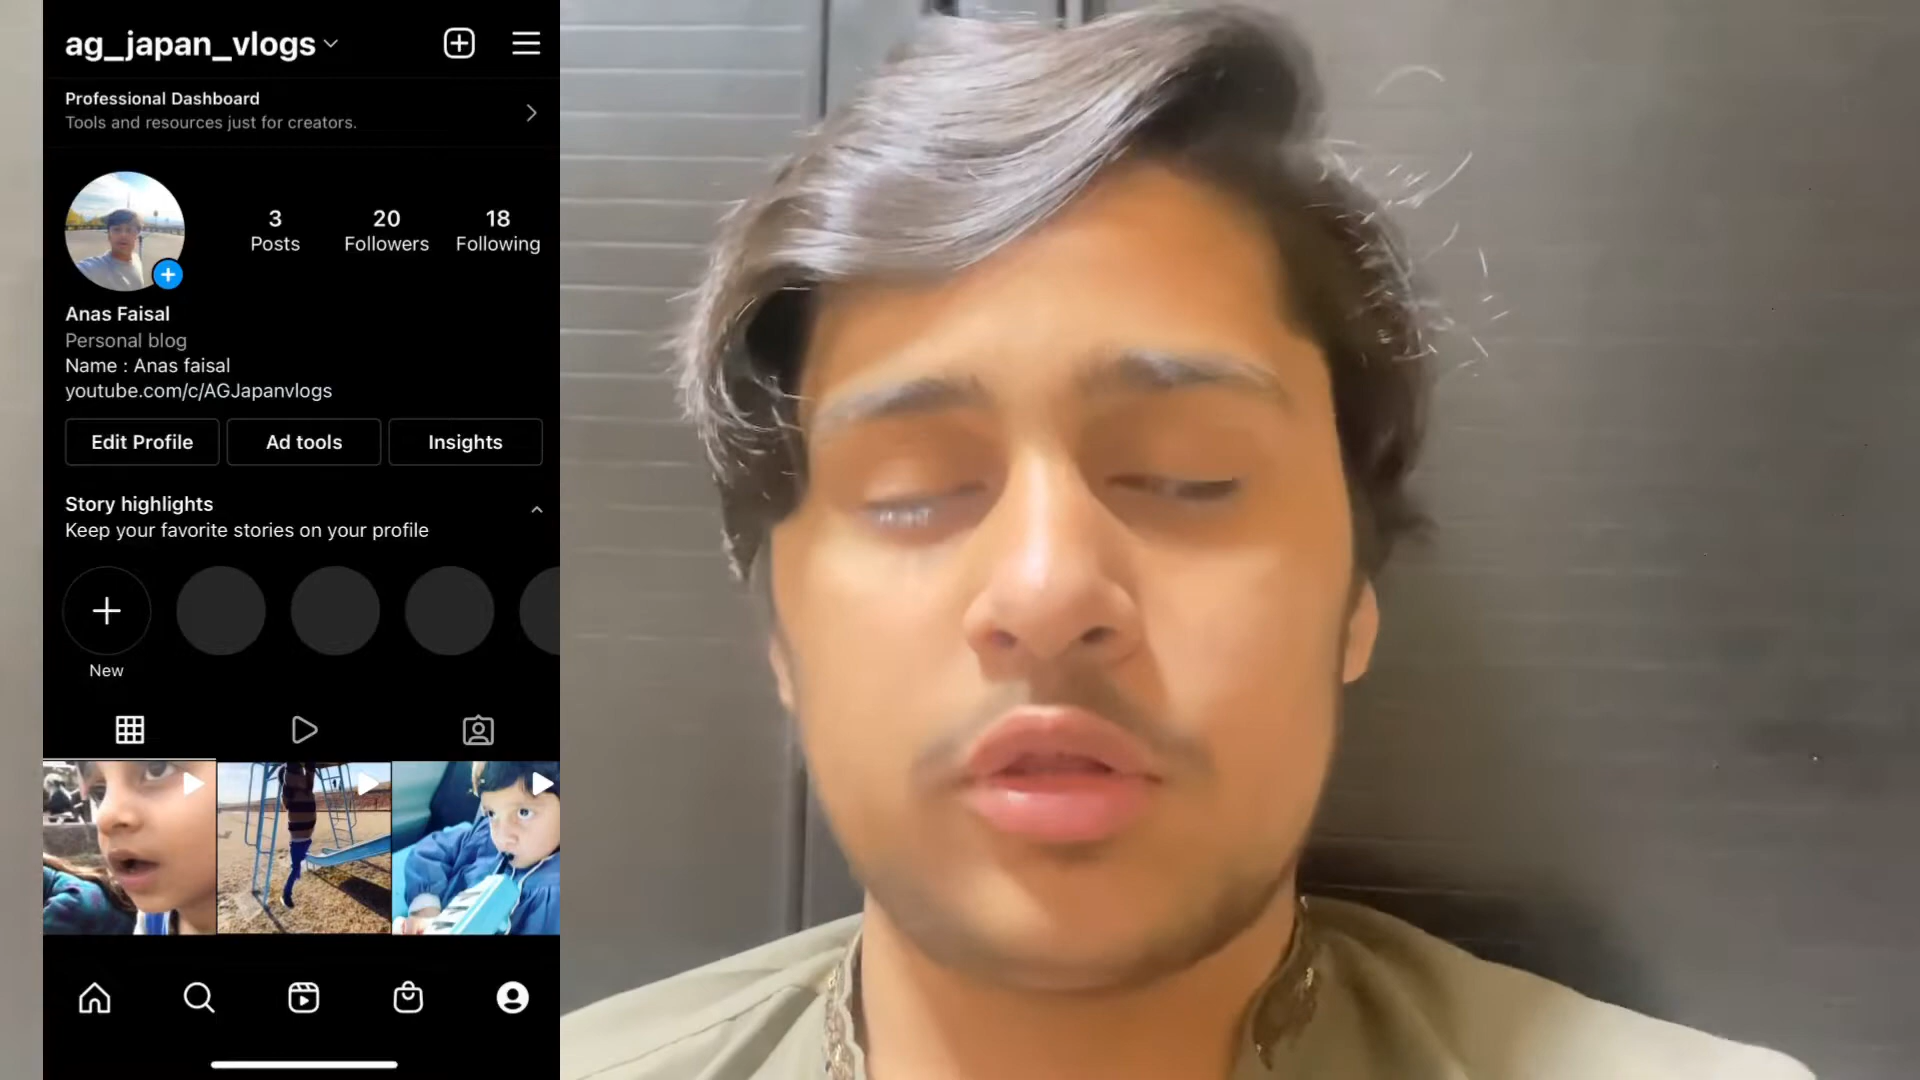 ag_japan_vlogs
Professional Dashboard
Tools and resources just for creators.
3 20 18
Posts Followers Following
Anas Faisal
Personal blog
Name : Anas faisal
youtube.com/c/AGJapanvlogs
Edit Profile Ad tools Insights
Story highlights
Keep your favorite stories on your profile
New